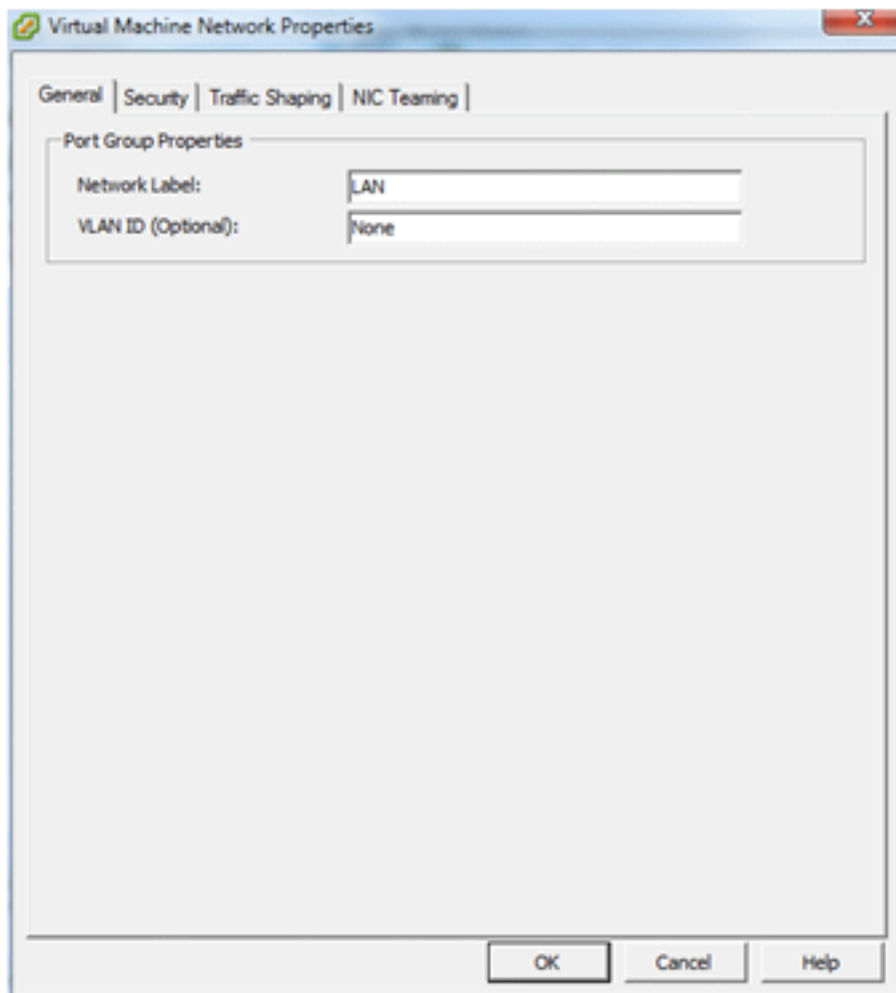 Virtual Machine Network Properties
General Security Traffic Shaping NIC Teaming
Port Group Properties
Network Label: LAN
VLAN ID (Optional): None
OK Cancel Help